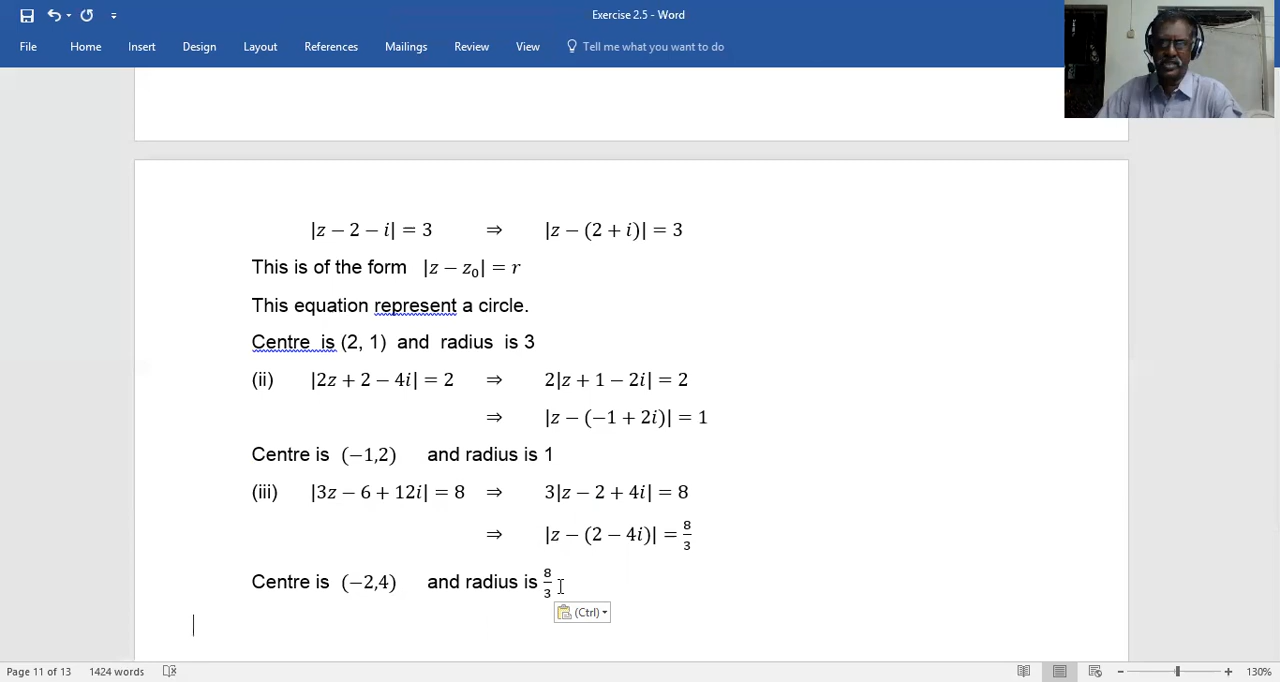 Exercise 2.5 - Word
File Home Insert Design Layout References Mailings Review View Tell me what you want to do
|z − 2 − i| = 3 ⇒ |z − (2 + i)| = 3
This is of the form |z − z₀| = r
This equation represent a circle.
Centre is (2, 1) and radius is 3
(ii) |2z + 2 − 4i| = 2 ⇒ 2|z + 1 − 2i| = 2
⇒ |z − (−1 + 2i)| = 1
Centre is (−1,2) and radius is 1
(iii) |3z − 6 + 12i| = 8 ⇒ 3|z − 2 + 4i| = 8
⇒ |z − (2 − 4i)| = 8/3
Centre is (−2,4) and radius is 8/3
(Ctrl)
Page 11 of 13 1424 words 130%